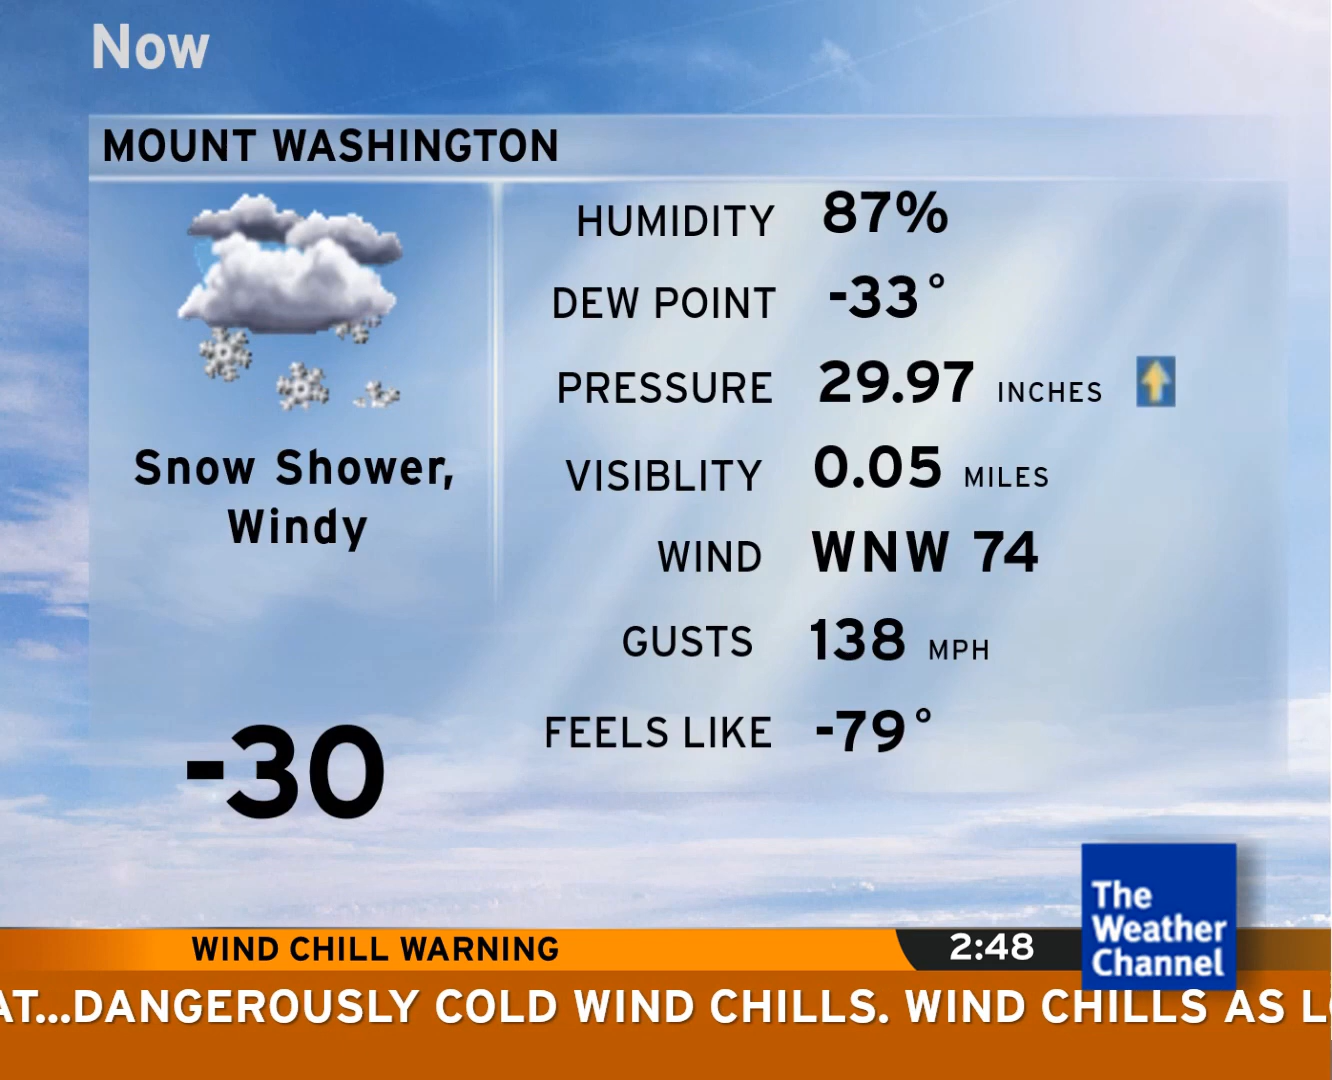 Now
MOUNT WASHINGTON
HUMIDITY 87%
DEW POINT -33°
PRESSURE 29.97 INCHES
VISIBLITY 0.05 MILES
WIND WNW 74
GUSTS 138 MPH
FEELS LIKE -79°
Snow Shower,
Windy
-30
The
Weather
Channel
WIND CHILL WARNING 2:48
AT...DANGEROUSLY COLD WIND CHILLS. WIND CHILLS AS L